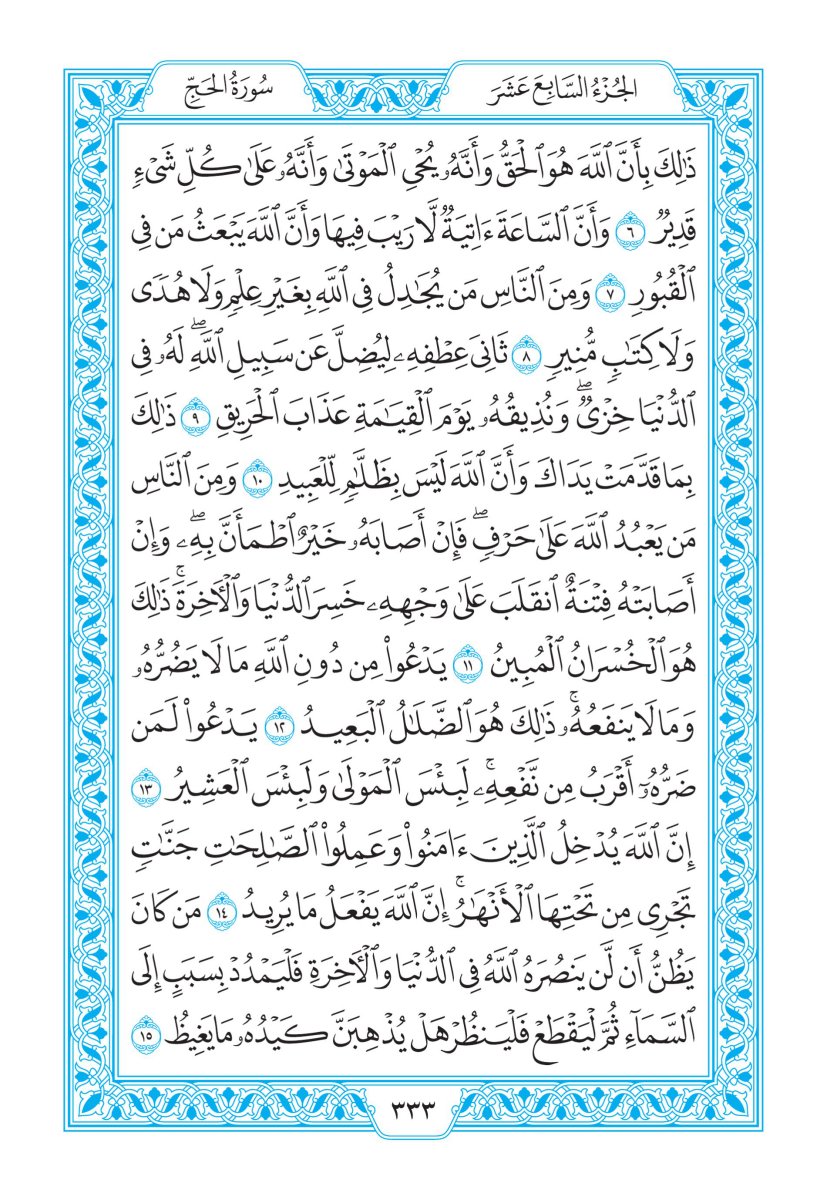 الجُزْءُ السَّابِعَ عَشَرَ
سُورَةُ الحَجِّ
ذَٰلِكَ بِأَنَّ ٱللَّهَ هُوَ ٱلۡحَقُّ وَأَنَّهُۥ يُحۡيِ ٱلۡمَوۡتَىٰ وَأَنَّهُۥ عَلَىٰ كُلِّ شَيۡءٖ
قَدِيرٞ ٦ وَأَنَّ ٱلسَّاعَةَ ءَاتِيَةٞ لَّا رَيۡبَ فِيهَا وَأَنَّ ٱللَّهَ يَبۡعَثُ مَن فِي
ٱلۡقُبُورِ ٧ وَمِنَ ٱلنَّاسِ مَن يُجَٰدِلُ فِي ٱللَّهِ بِغَيۡرِ عِلۡمٖ وَلَا هُدٗى
وَلَا كِتَٰبٖ مُّنِيرٖ ٨ ثَانِيَ عِطۡفِهِۦ لِيُضِلَّ عَن سَبِيلِ ٱللَّهِۖ لَهُۥ فِي
ٱلدُّنۡيَا خِزۡيٞۖ وَنُذِيقُهُۥ يَوۡمَ ٱلۡقِيَٰمَةِ عَذَابَ ٱلۡحَرِيقِ ٩ ذَٰلِكَ
بِمَا قَدَّمَتۡ يَدَاكَ وَأَنَّ ٱللَّهَ لَيۡسَ بِظَلَّٰمٖ لِّلۡعَبِيدِ ١٠ وَمِنَ ٱلنَّاسِ
مَن يَعۡبُدُ ٱللَّهَ عَلَىٰ حَرۡفٖۖ فَإِنۡ أَصَابَهُۥ خَيۡرٌ ٱطۡمَأَنَّ بِهِۦۖ وَإِنۡ
أَصَابَتۡهُ فِتۡنَةٌ ٱنقَلَبَ عَلَىٰ وَجۡهِهِۦ خَسِرَ ٱلدُّنۡيَا وَٱلۡأٓخِرَةَۚ ذَٰلِكَ
هُوَ ٱلۡخُسۡرَانُ ٱلۡمُبِينُ ١١ يَدۡعُواْ مِن دُونِ ٱللَّهِ مَا لَا يَضُرُّهُۥ
وَمَا لَا يَنفَعُهُۥۚ ذَٰلِكَ هُوَ ٱلضَّلَٰلُ ٱلۡبَعِيدُ ١٢ يَدۡعُواْ لَمَن
ضَرُّهُۥٓ أَقۡرَبُ مِن نَّفۡعِهِۦۚ لَبِئۡسَ ٱلۡمَوۡلَىٰ وَلَبِئۡسَ ٱلۡعَشِيرُ ١٣
إِنَّ ٱللَّهَ يُدۡخِلُ ٱلَّذِينَ ءَامَنُواْ وَعَمِلُواْ ٱلصَّٰلِحَٰتِ جَنَّٰتٖ
تَجۡرِي مِن تَحۡتِهَا ٱلۡأَنۡهَٰرُۚ إِنَّ ٱللَّهَ يَفۡعَلُ مَا يُرِيدُ ١٤ مَن كَانَ
يَظُنُّ أَن لَّن يَنصُرَهُ ٱللَّهُ فِي ٱلدُّنۡيَا وَٱلۡأٓخِرَةِ فَلۡيَمۡدُدۡ بِسَبَبٍ إِلَى
ٱلسَّمَآءِ ثُمَّ لۡيَقۡطَعۡ فَلۡيَنظُرۡ هَلۡ يُذۡهِبَنَّ كَيۡدُهُۥ مَا يَغِيظُ ١٥
٣٣٣